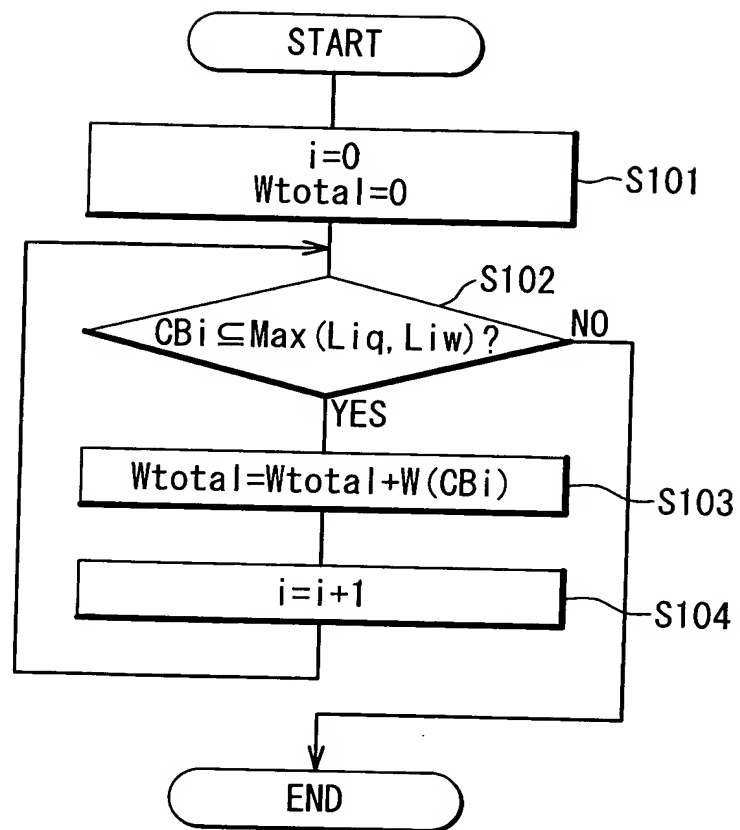 START
i=0
Wtotal=0
S101
S102
CBi⊆Max(Liq, Liw)?
NO
YES
Wtotal=Wtotal+W(CBi)
S103
i=i+1
S104
END